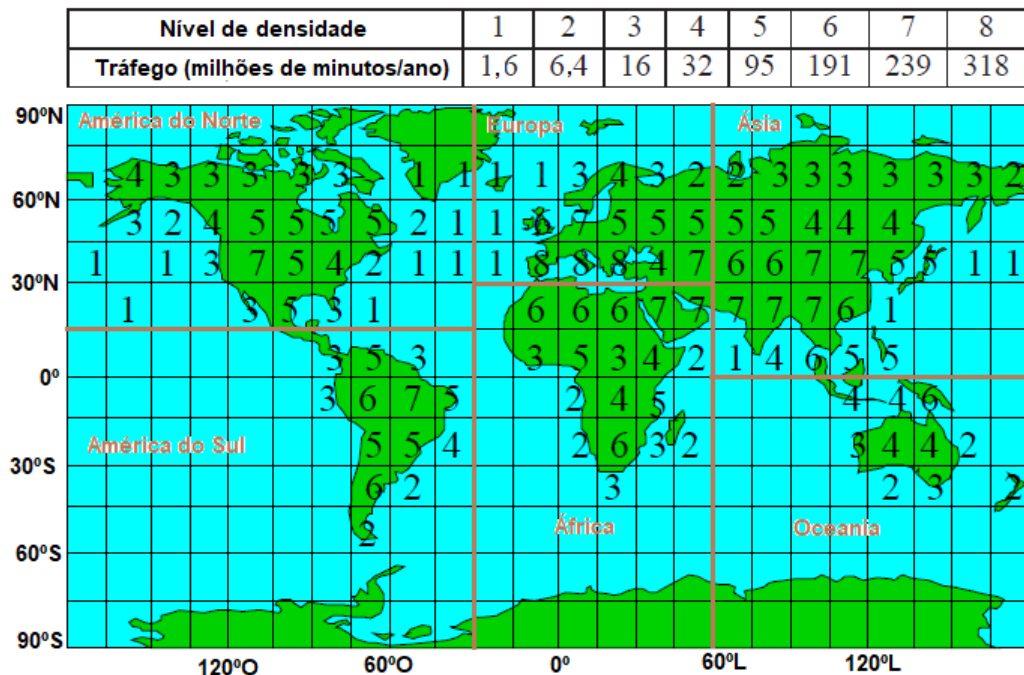 Nível de densidade 1 2 3 4 5 6 7 8
Tráfego (milhões de minutos/ano) 1,6 6,4 16 32 95 191 239 318
90ºN América do Norte Europa Ásia
4 3 3 3 3 3 1 1 1 1 3 4 3 2 2 3 3 3 3 3 3 2
60ºN
3 2 4 5 5 5 5 2 1 1 6 7 5 5 5 5 5 4 4 4
1 1 3 7 5 4 2 1 1 1 8 8 8 4 7 6 6 7 7 5 5 1 1
30ºN
1 3 5 3 1 6 6 6 7 7 7 7 7 6 1
3 5 3 3 5 3 4 2 1 4 6 5 5
0º
3 6 7 5 2 4 5 4 4 6
América do Sul 5 5 4 2 6 3 2 3 4 4 2
30ºS
6 2 3 2 3 2
África Oceania
2
60ºS
90ºS
120ºO 60ºO 0º 60ºL 120ºL